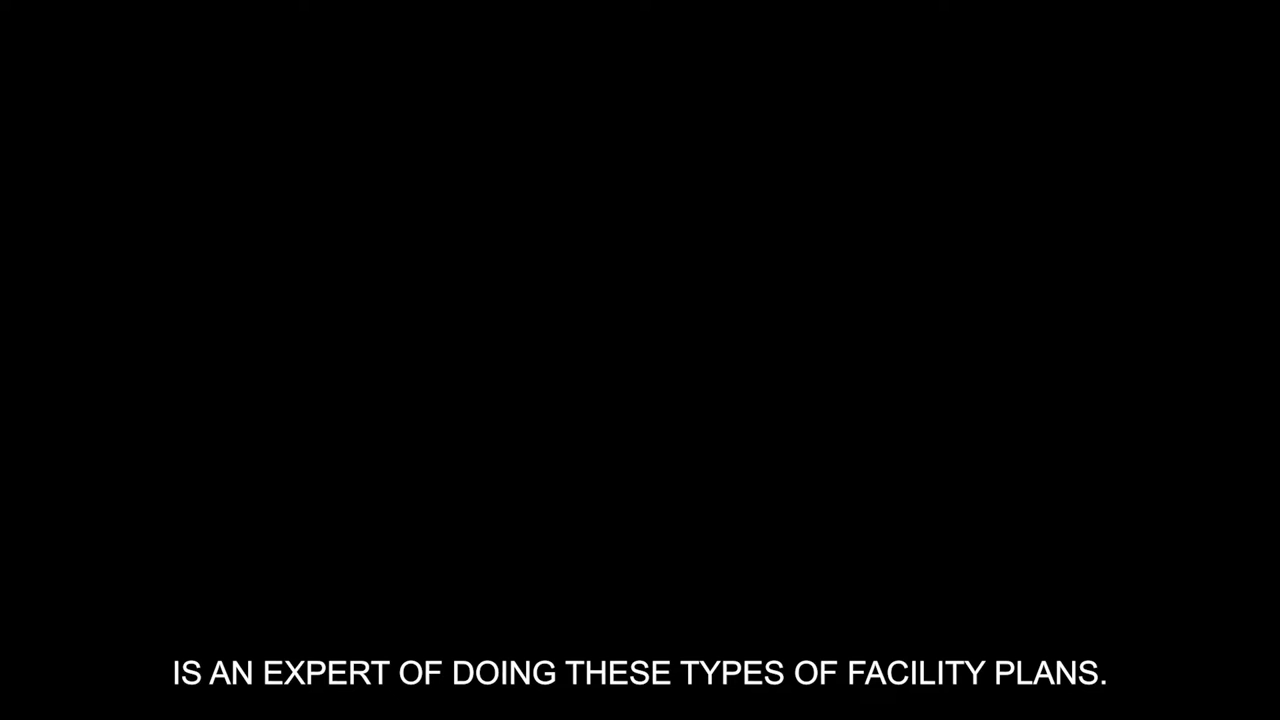 IS AN EXPERT OF DOING THESE TYPES OF FACILITY PLANS.